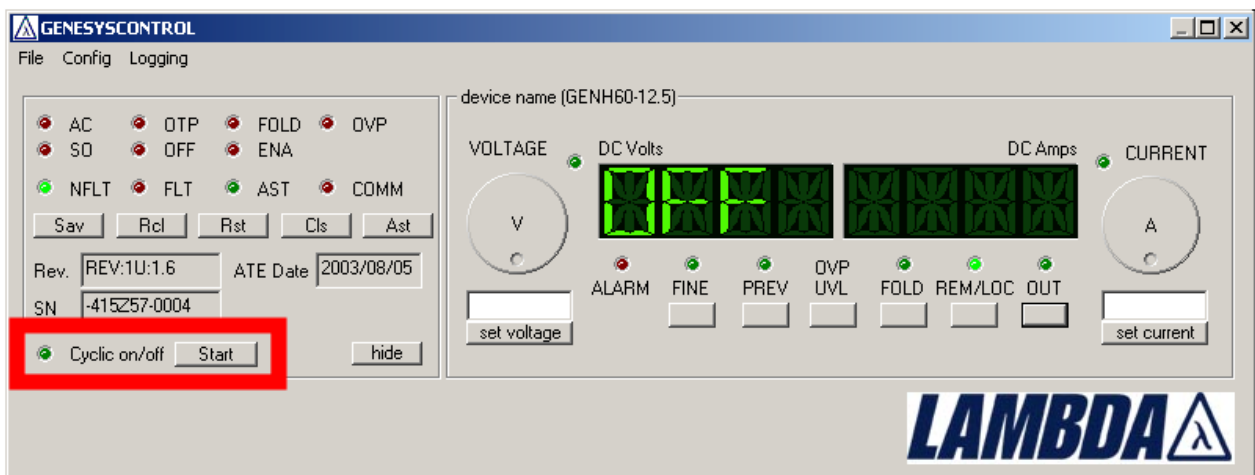 GENESYSCONTROL
File Config Logging
AC OTP FOLD OVP
SO OFF ENA
NFLT FLT AST COMM
Sav Rcl Rst Cls Ast
Rev. REV:1U:1.6 ATE Date 2003/08/05
SN -415Z57-0004
Cyclic on/off Start hide
device name (GENH60-12.5)
VOLTAGE DC Volts DC Amps CURRENT
V OFF A
ALARM FINE PREV OVP UVL FOLD REM/LOC OUT
set voltage set current
LAMBDA λ